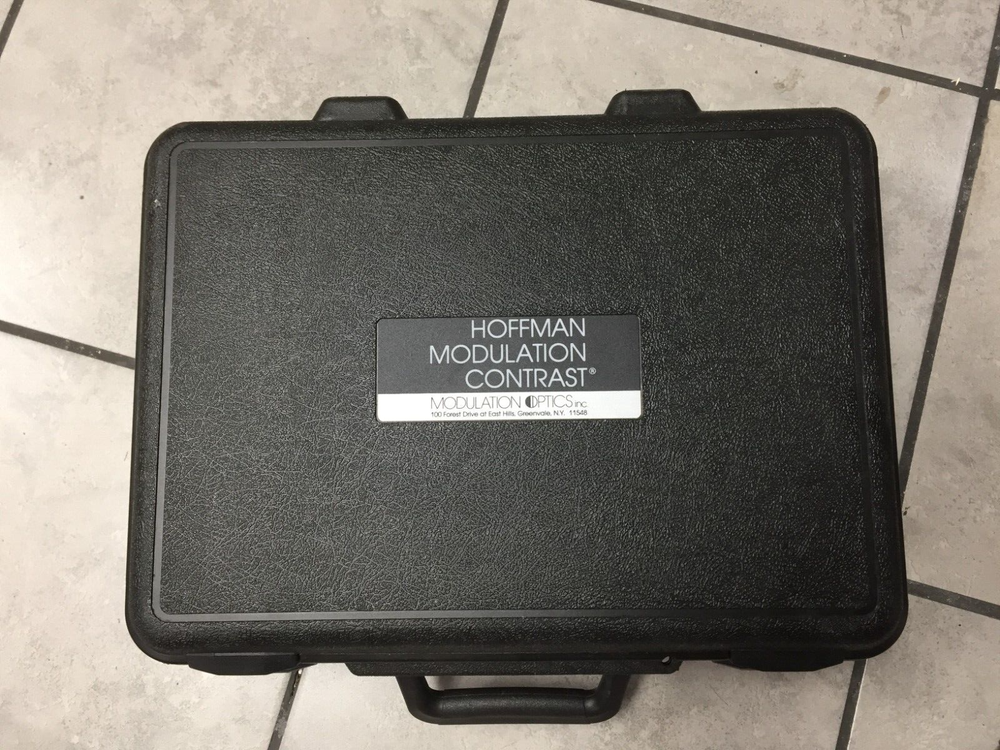 HOFFMAN
MODULATION
CONTRAST®
MODULATION OPTICS inc.
100 Forest Drive at East Hills, Greenvale, N.Y. 11548